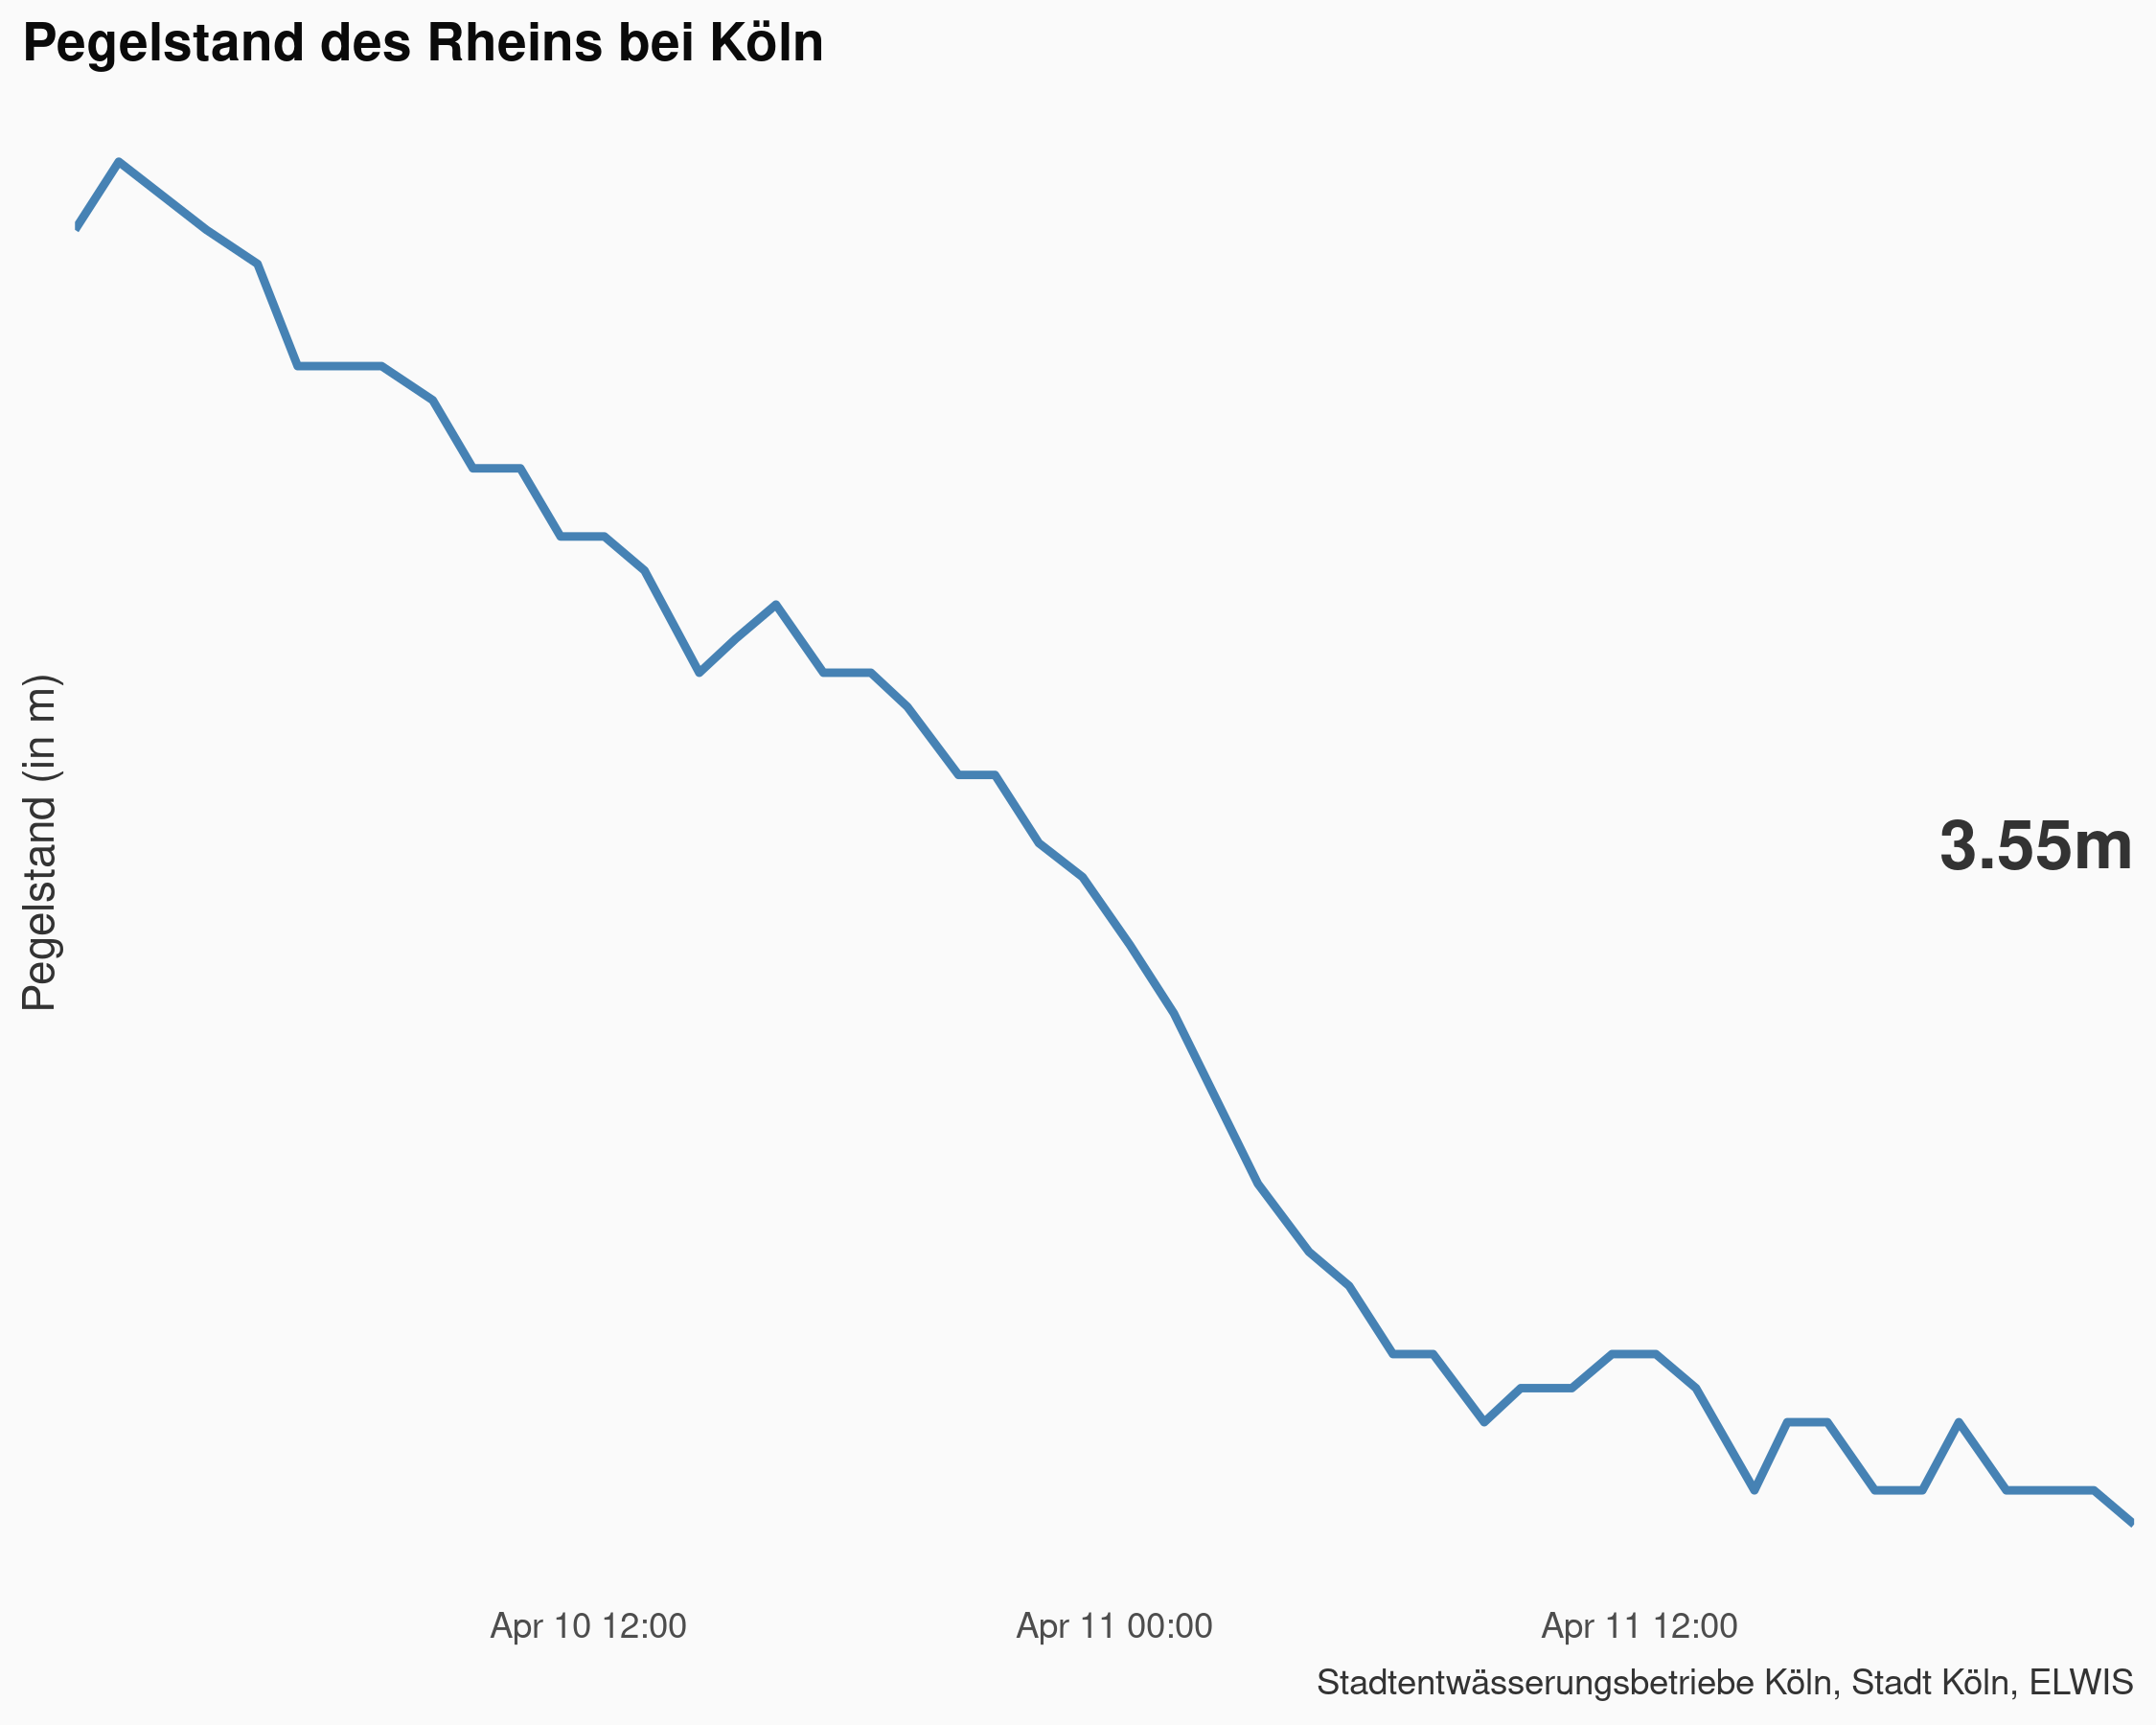 Pegelstand des Rheins bei Köln
Pegelstand (in m)
3.55m
Apr 10 12:00
Apr 11 00:00
Apr 11 12:00
Stadtentwässerungsbetriebe Köln, Stadt Köln, ELWIS